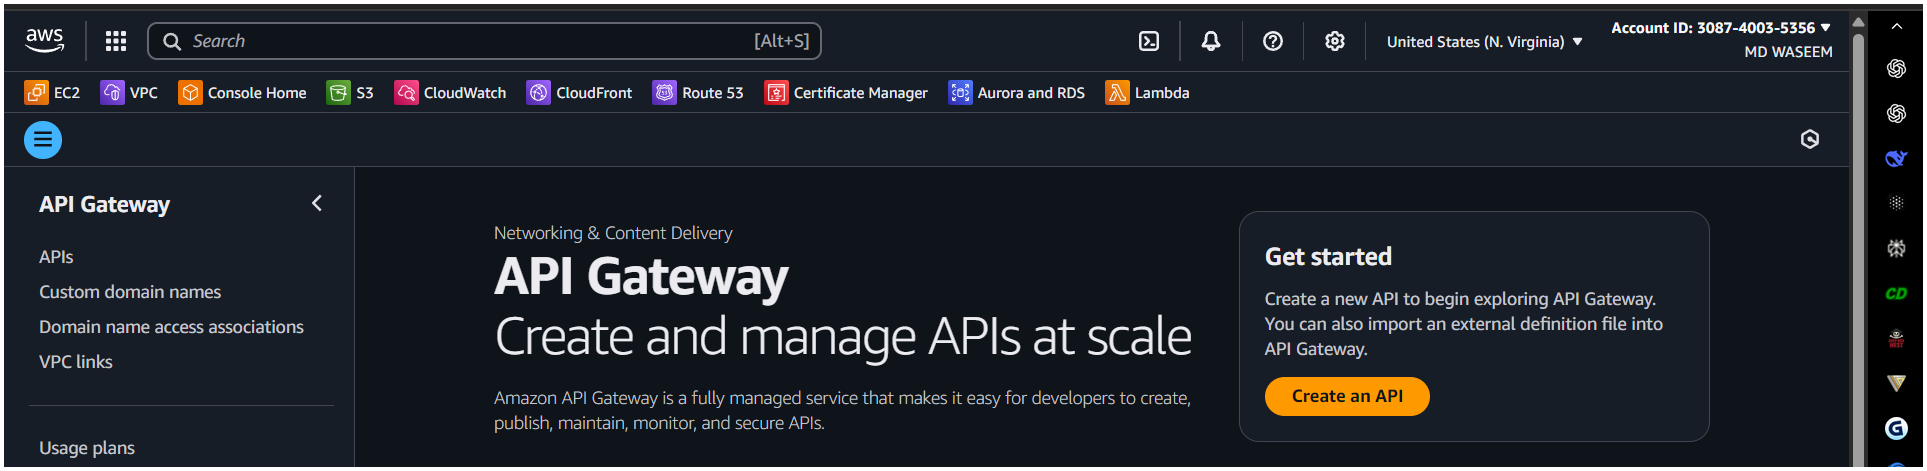 aws
Search [Alt+S]
United States (N. Virginia)
Account ID: 3087-4003-5356
MD WASEEM
EC2 VPC Console Home S3 CloudWatch CloudFront Route 53 Certificate Manager Aurora and RDS Lambda
API Gateway
APIs
Custom domain names
Domain name access associations
VPC links
Usage plans
Networking & Content Delivery
API Gateway
Create and manage APIs at scale
Amazon API Gateway is a fully managed service that makes it easy for developers to create,
publish, maintain, monitor, and secure APIs.
Get started
Create a new API to begin exploring API Gateway.
You can also import an external definition file into
API Gateway.
Create an API
CD